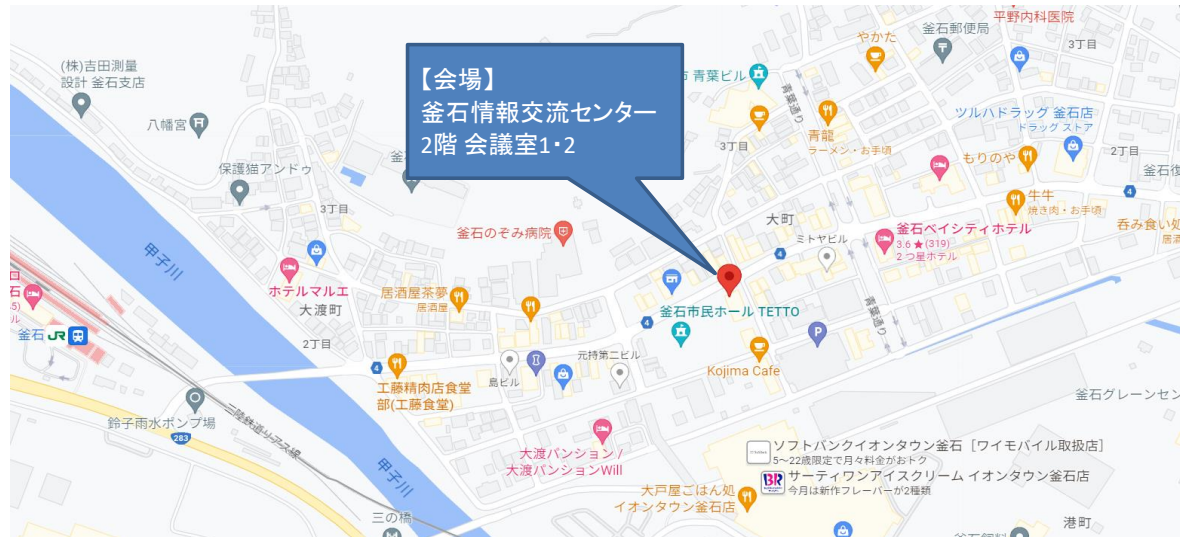 【会場】
釜石情報交流センター
2階 会議室1・2
平野内科医院
やかた
釜石郵便局
3丁目
(株)吉田測量
設計 釜石支店
青葉ビル
青葉通り
八幡宮
ツルハドラッグ 釜石店
ドラッグ ストア
青龍
ラーメン・お手頃
3丁目
保護猫アンドゥ
もりのや
2丁目
4
牛牛
焼き肉・お手頃
3丁目
大町
釜石のぞみ病院
ミトヤビル
4
釜石ベイシティホテル
3.6★(319)
2 つ星ホテル
呑み食い処
甲子川
ホテルマルエ
大渡町
居酒屋茶夢
居酒屋
釜石市民ホール TETTO
青葉通り
P
釜石 JR
2丁目
4
4
島ビル
元持第二ビル
Kojima Cafe
工藤精肉店食堂
部(工藤食堂)
釜石グリーンセン
鈴子雨水ポンプ場
283
三陸鉄道リアス線
大渡パンション /
大渡パンションWill
ソフトバンクイオンタウン釜石［ワイモバイル取扱店］
5〜22歳限定で月々料金がおトク
甲子川
BR
サーティワンアイスクリーム イオンタウン釜石店
今月は新作フレーバーが2種類
大戸屋ごはん処
イオンタウン釜石店
三の橋
港町